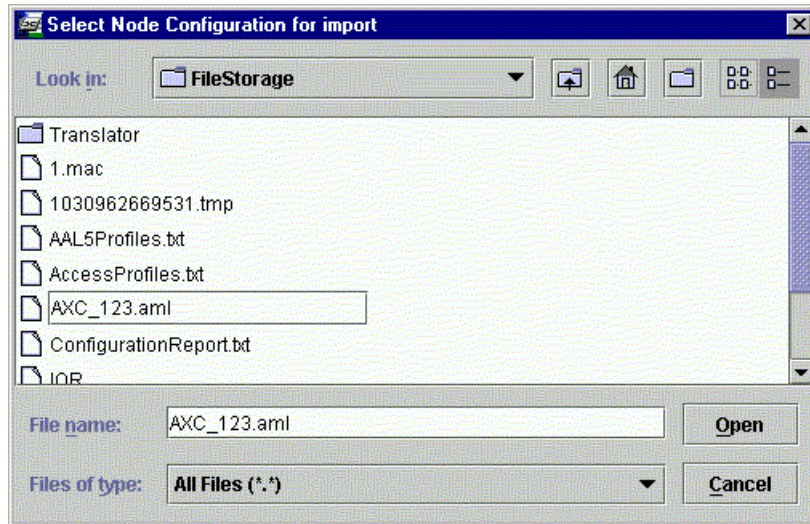 Select Node Configuration for import
Look in: FileStorage
Translator
1.mac
1030962669531.tmp
AAL5Profiles.txt
AccessProfiles.txt
AXC_123.aml
ConfigurationReport.txt
IOR
File name: AXC_123.aml Open
Files of type: All Files (*.*) Cancel